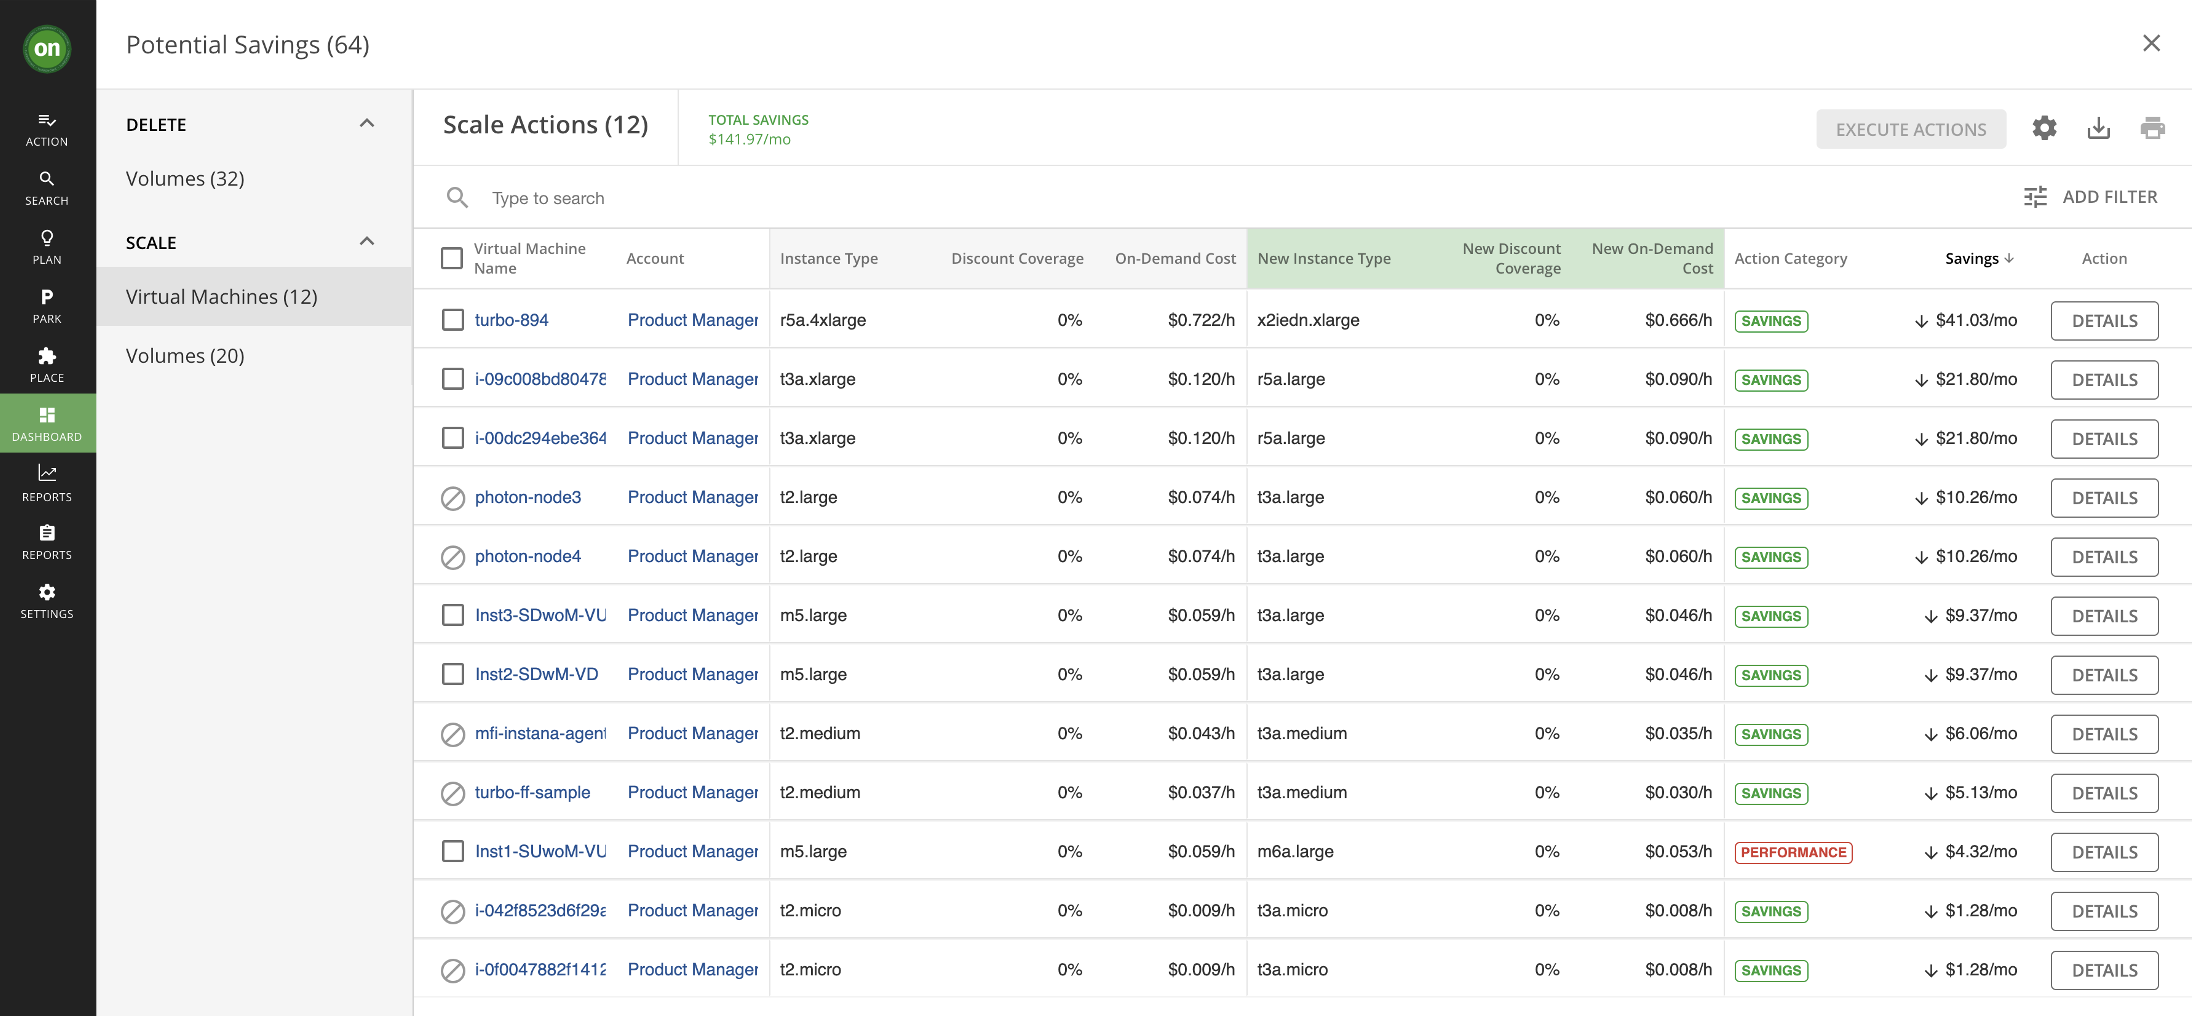 on
Potential Savings (64)
ACTION
SEARCH
PLAN
P
PARK
PLACE
DASHBOARD
REPORTS
REPORTS
SETTINGS
DELETE
Volumes (32)
SCALE
Virtual Machines (12)
Volumes (20)
Scale Actions (12)
TOTAL SAVINGS
$141.97/mo
EXECUTE ACTIONS
Type to search
ADD FILTER
Virtual Machine Name Account Instance Type Discount Coverage On-Demand Cost New Instance Type New Discount Coverage New On-Demand Cost Action Category Savings Action
turbo-894 Product Manager r5a.4xlarge 0% $0.722/h x2iedn.xlarge 0% $0.666/h SAVINGS $41.03/mo DETAILS
i-09c008bd80478 Product Manager t3a.xlarge 0% $0.120/h r5a.large 0% $0.090/h SAVINGS $21.80/mo DETAILS
i-00dc294ebe364 Product Manager t3a.xlarge 0% $0.120/h r5a.large 0% $0.090/h SAVINGS $21.80/mo DETAILS
photon-node3 Product Manager t2.large 0% $0.074/h t3a.large 0% $0.060/h SAVINGS $10.26/mo DETAILS
photon-node4 Product Manager t2.large 0% $0.074/h t3a.large 0% $0.060/h SAVINGS $10.26/mo DETAILS
Inst3-SDwoM-VU Product Manager m5.large 0% $0.059/h t3a.large 0% $0.046/h SAVINGS $9.37/mo DETAILS
Inst2-SDwM-VD Product Manager m5.large 0% $0.059/h t3a.large 0% $0.046/h SAVINGS $9.37/mo DETAILS
mfi-instana-agent Product Manager t2.medium 0% $0.043/h t3a.medium 0% $0.035/h SAVINGS $6.06/mo DETAILS
turbo-ff-sample Product Manager t2.medium 0% $0.037/h t3a.medium 0% $0.030/h SAVINGS $5.13/mo DETAILS
Inst1-SUwoM-VU Product Manager m5.large 0% $0.059/h m6a.large 0% $0.053/h PERFORMANCE $4.32/mo DETAILS
i-042f8523d6f29a Product Manager t2.micro 0% $0.009/h t3a.micro 0% $0.008/h SAVINGS $1.28/mo DETAILS
i-0f0047882f1412 Product Manager t2.micro 0% $0.009/h t3a.micro 0% $0.008/h SAVINGS $1.28/mo DETAILS